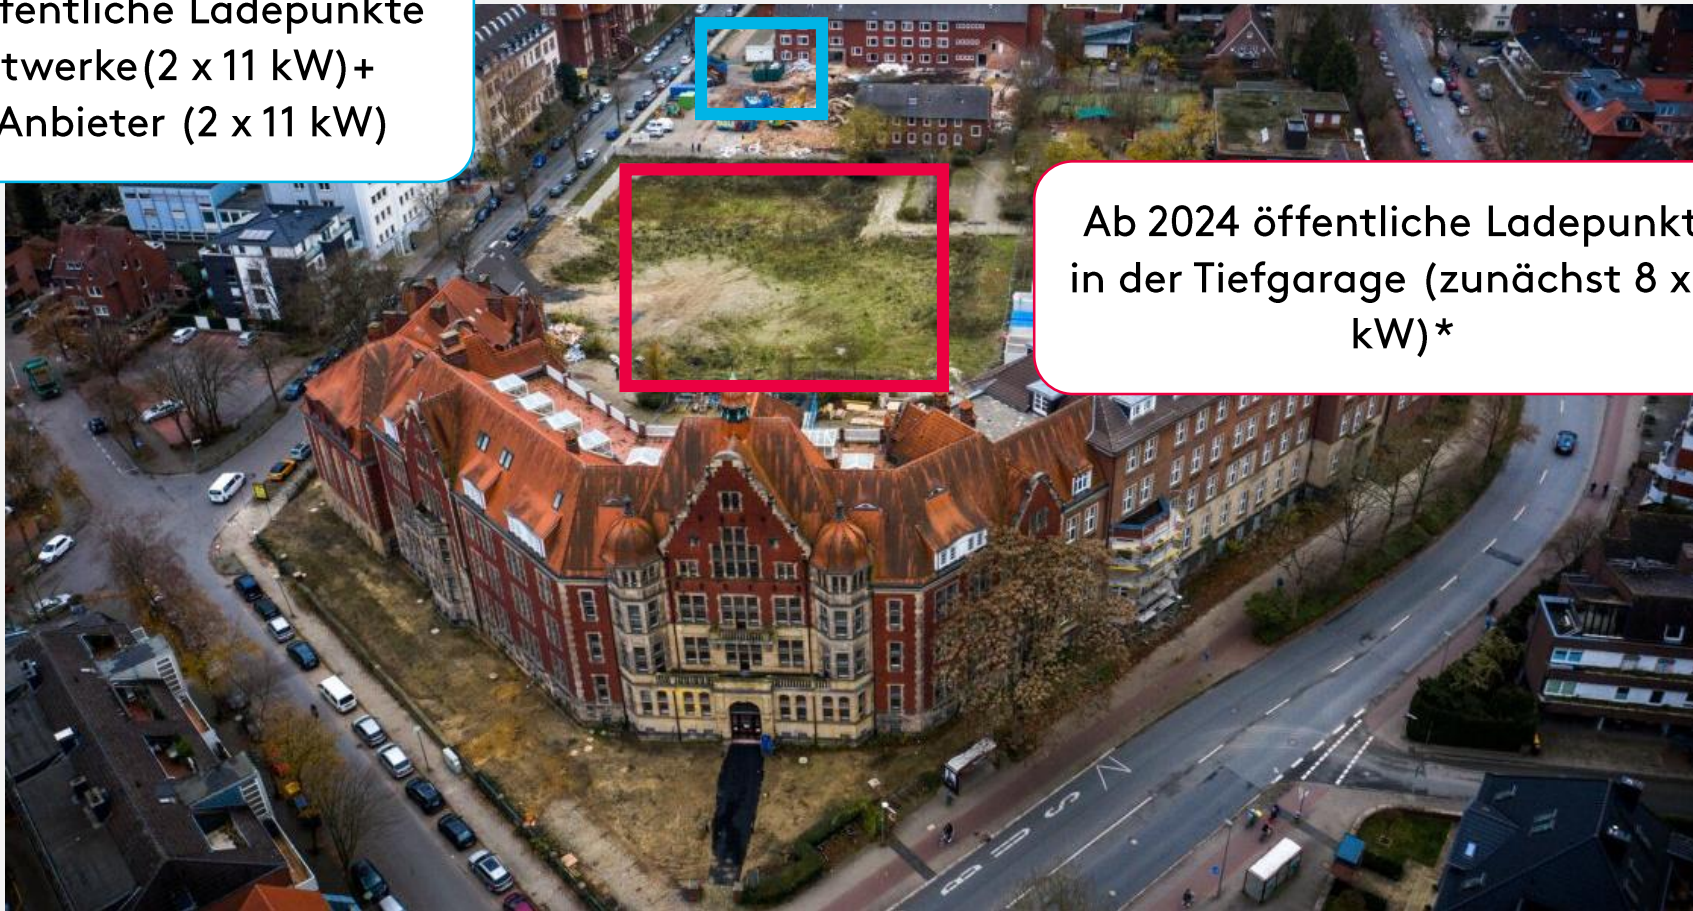 fentliche Ladepunkte
twerke(2 x 11 kW)+
Anbieter (2 x 11 kW)
Ab 2024 öffentliche Ladepunkt
in der Tiefgarage (zunächst 8 x
kW)*
BUS